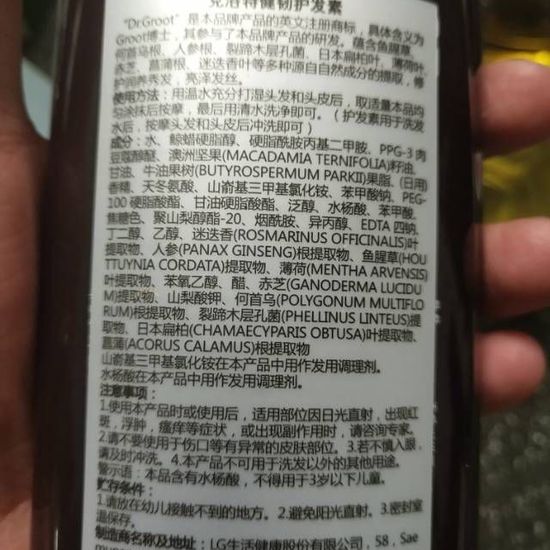 克洛特健韧护发素
"DrGroot" 是本品牌产品的英文注册商标，具体含义为
Groot博士，其参与了本品牌产品的研发。蕴含鱼腥草、
何首乌根、人参根、裂蹄木层孔菌、日本扁柏叶、薄荷叶、
赤芝、菖蒲根、迷迭香叶等多种源自自然成分的提取，修
护润养秀发，亮泽发丝。
使用方法：用温水充分打湿头发和头皮后，取适量本品均
匀涂抹后按摩，最后用清水洗净即可。（护发素用于洗发
水后，按摩头发和头皮后冲洗即可）
成分：水、鲸蜡硬脂醇、硬脂酰胺丙基二甲胺、PPG-3 肉
豆蔻醇醚、澳洲坚果(MACADAMIA TERNIFOLIA)籽油、
甘油、牛油果树(BUTYROSPERMUM PARKII)果脂、(日用)
香精、天冬氨酸、山嵛基三甲基氯化铵、苯甲酸钠、PEG-
100 硬脂酸酯、甘油硬脂酸酯、泛醇、水杨酸、苯甲酸、
焦糖色、聚山梨醇酯-20、烟酰胺、异丙醇、EDTA 四钠、
丁二醇、乙醇、迷迭香(ROSMARINUS OFFICINALIS)叶
提取物、人参(PANAX GINSENG)根提取物、鱼腥草(HOU
TTUYNIA CORDATA)提取物、薄荷(MENTHA ARVENSIS)
叶提取物、苯氧乙醇、醋、赤芝(GANODERMA LUCIDU
M)提取物、山梨酸钾、何首乌(POLYGONUM MULTIFLO
RUM)根提取物、裂蹄木层孔菌(PHELLINUS LINTEUS)提
取物、日本扁柏(CHAMAECYPARIS OBTUSA)叶提取物、
菖蒲(ACORUS CALAMUS)根提取物
山嵛基三甲基氯化铵在本产品中用作发用调理剂。
水杨酸在本产品中用作发用调理剂。
注意事项：
1.使用本产品时或使用后，适用部位因日光直射，出现红
斑，浮肿，瘙痒等症状，或出现副作用时，请咨询专家。
2.请不要使用于伤口等有异常的皮肤部位。3.若不慎入眼，
请及时冲洗。4.本产品不可用于洗发以外的其他用途。
警示语：本品含有水杨酸，不得用于3岁以下儿童。
贮存条件：
1.请放在幼儿接触不到的地方。2.避免阳光直射。3.密封室
温保存。
制造商名称及地址：LG生活健康股份有限公司，58，Sae